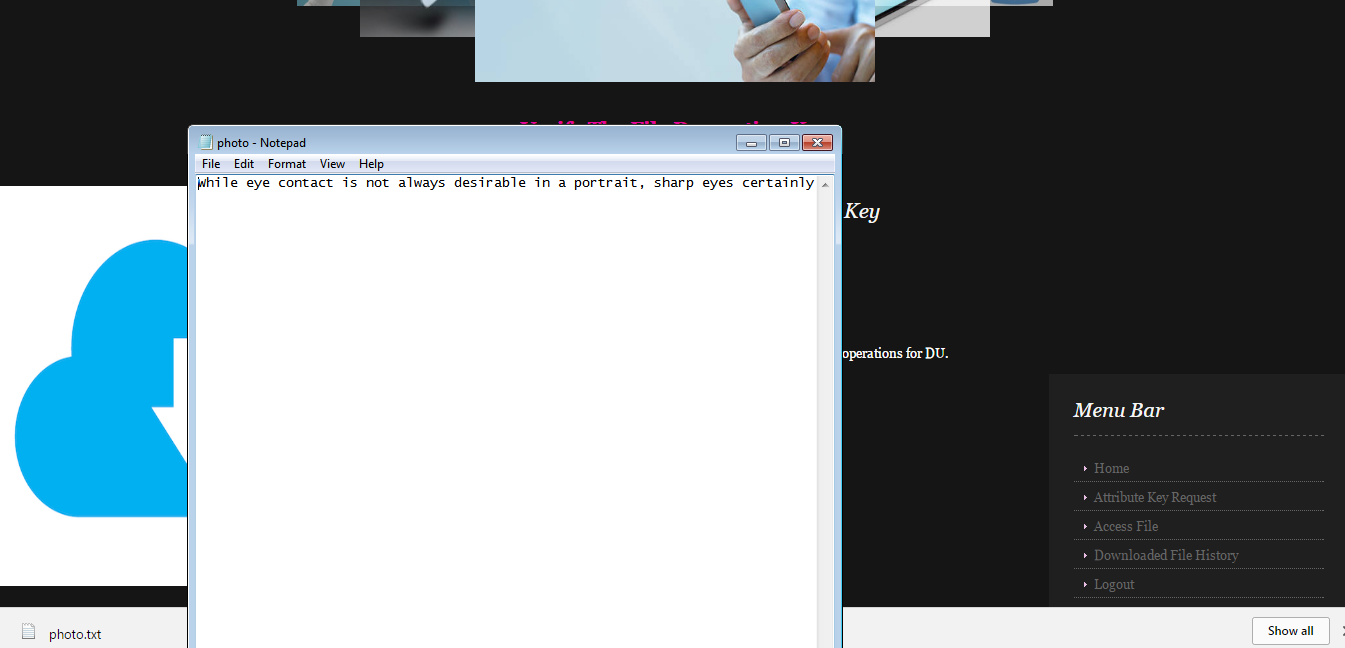 photo - Notepad
File Edit Format View Help
While eye contact is not always desirable in a portrait, sharp eyes certainly
Key
operations for DU.
Menu Bar
Home
Attribute Key Request
Access File
Downloaded File History
Logout
photo.txt
Show all